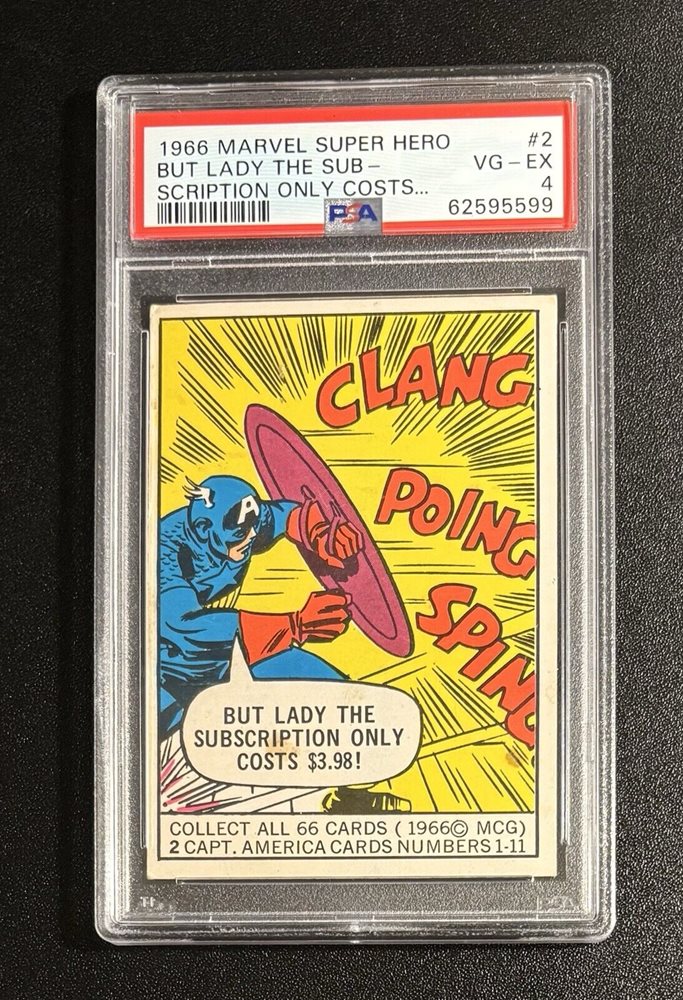 1966 MARVEL SUPER HERO #2
BUT LADY THE SUB- VG-EX
SCRIPTION ONLY COSTS... 4
PSA 62595599
CLANG
POING
SPING
BUT LADY THE
SUBSCRIPTION ONLY
COSTS $3.98!
COLLECT ALL 66 CARDS (1966© MCG)
2 CAPT. AMERICA CARDS NUMBERS 1-11